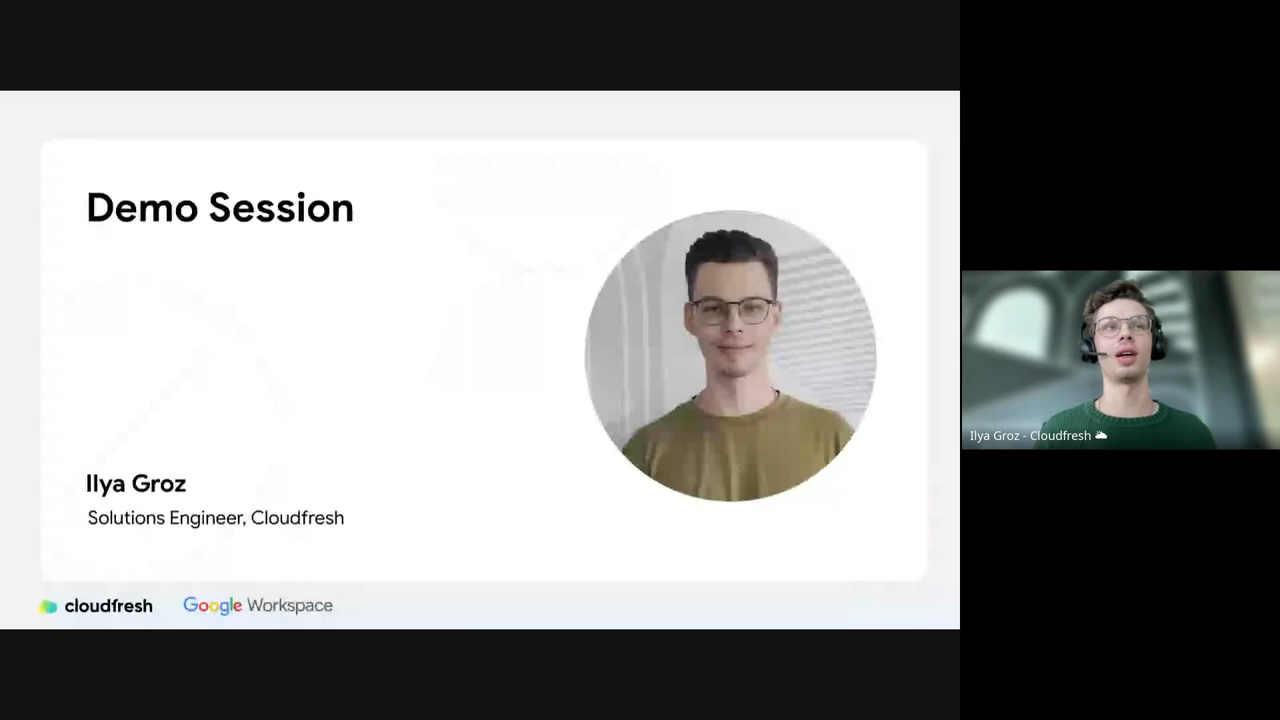 Demo Session
Ilya Groz
Solutions Engineer, Cloudfresh
cloudfresh
Google Workspace
Ilya Groz - Cloudfresh 🌥️